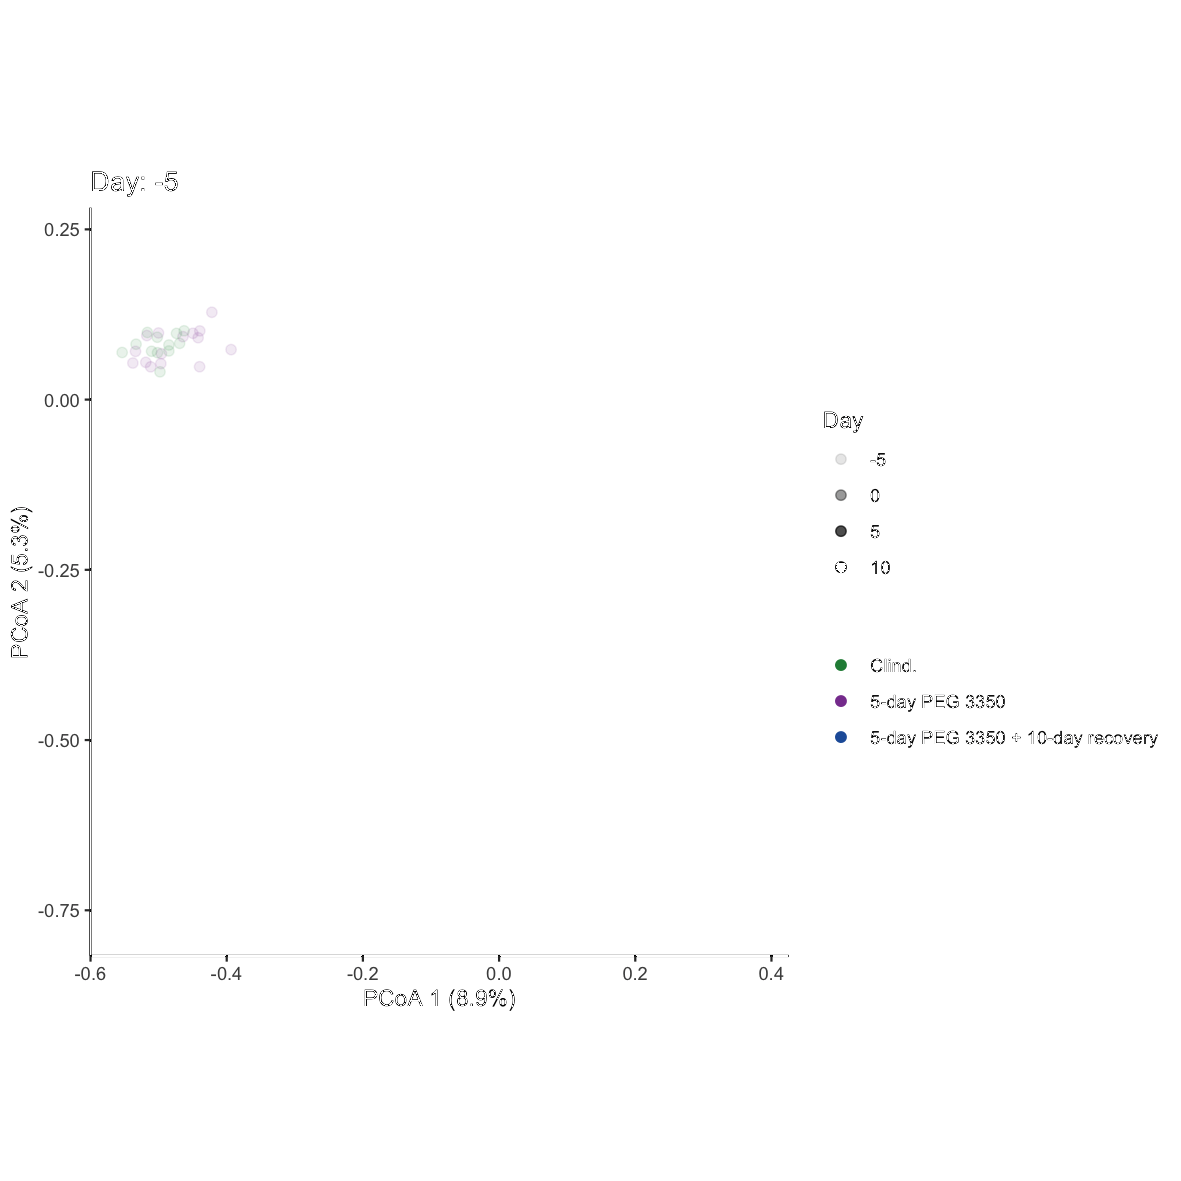 Day: -5
0.25
0.00
-0.25
-0.50
-0.75
PCoA 2 (5.3%)
-0.6
-0.4
-0.2
0.0
0.2
0.4
PCoA 1 (8.9%)
Day
-5
0
5
10
Clind.
5-day PEG 3350
5-day PEG 3350 + 10-day recovery